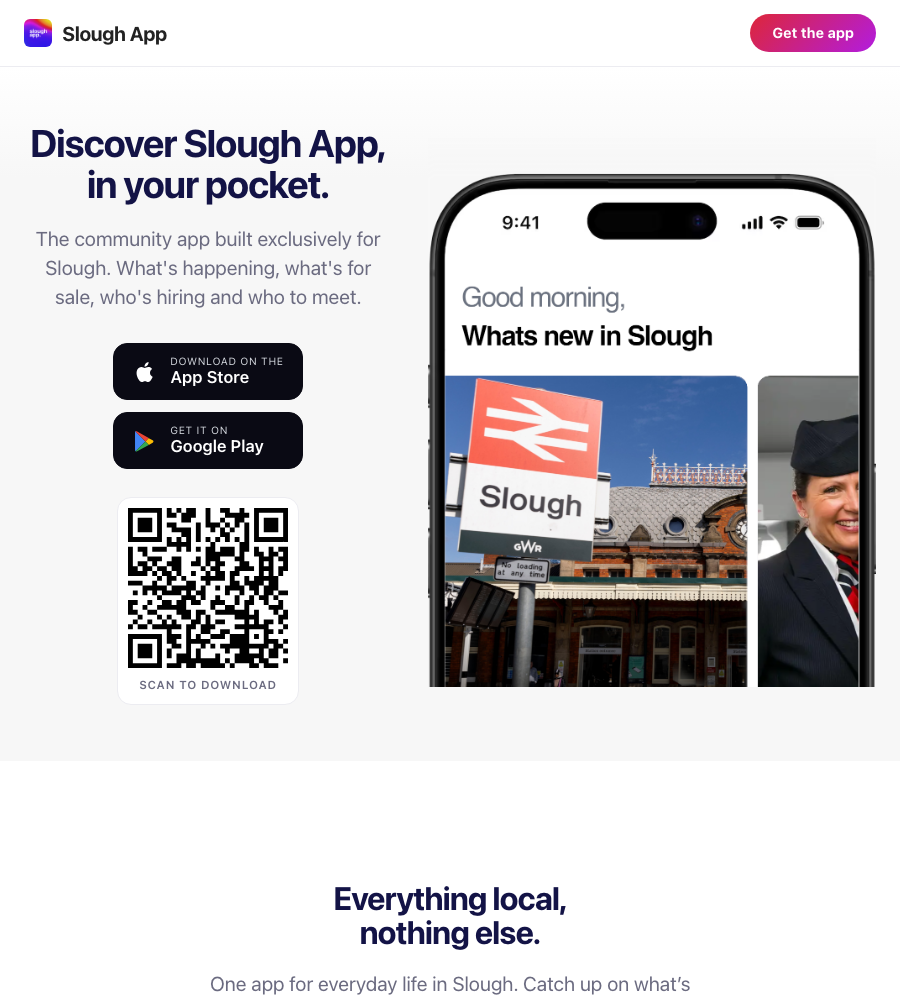 slough
app.
Slough App
Get the app
Discover Slough App,
in your pocket.
The community app built exclusively for
Slough. What's happening, what's for
sale, who's hiring and who to meet.
DOWNLOAD ON THE
App Store
GET IT ON
Google Play
SCAN TO DOWNLOAD
9:41
Good morning,
Whats new in Slough
Slough
GWR
No loading
at any time
Everything local,
nothing else.
One app for everyday life in Slough. Catch up on what’s